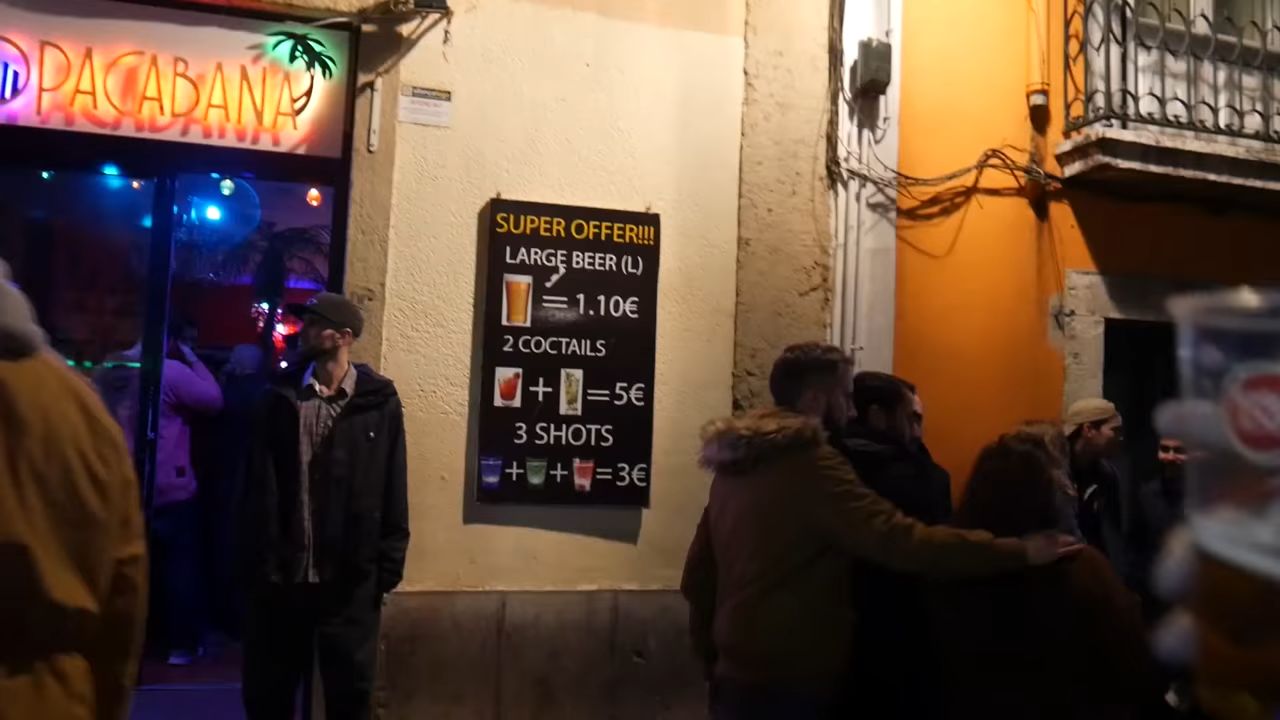 PACABANA
SUPER OFFER!!!
LARGE BEER (L)
= 1.10€
2 COCTAILS
+ = 5€
3 SHOTS
+ + = 3€